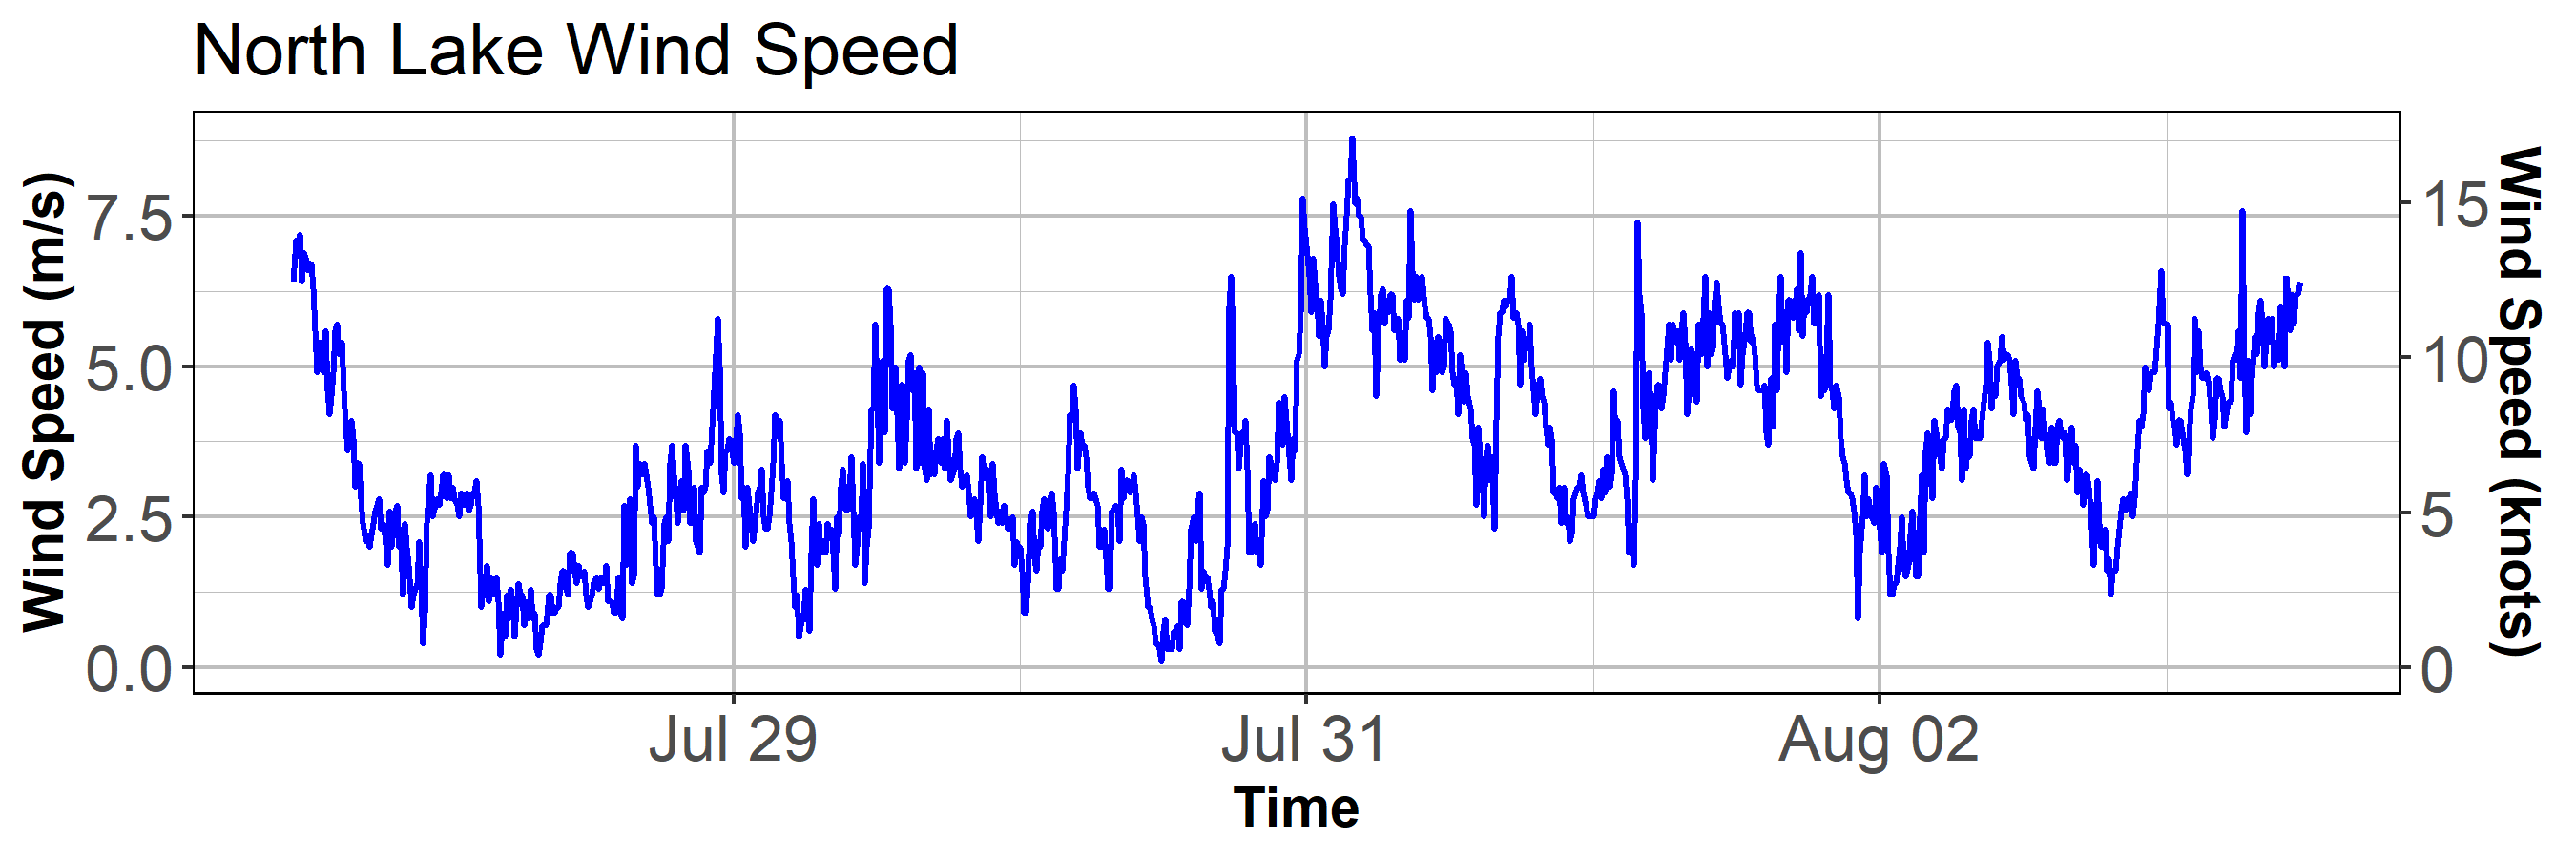 North Lake Wind Speed
Wind Speed (m/s)
7.5
5.0
2.5
0.0
15
10
5
0
Wind Speed (knots)
Jul 29
Jul 31
Aug 02
Time